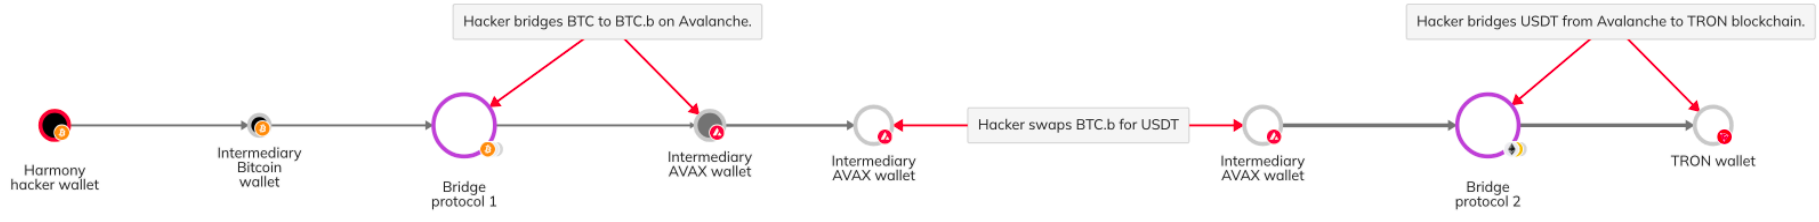 Hacker bridges BTC to BTC.b on Avalanche.
Hacker bridges USDT from Avalanche to TRON blockchain.
Hacker swaps BTC.b for USDT
Harmony
hacker wallet
Intermediary
Bitcoin
wallet
Bridge
protocol 1
Intermediary
AVAX wallet
Intermediary
AVAX wallet
Intermediary
AVAX wallet
Bridge
protocol 2
TRON wallet